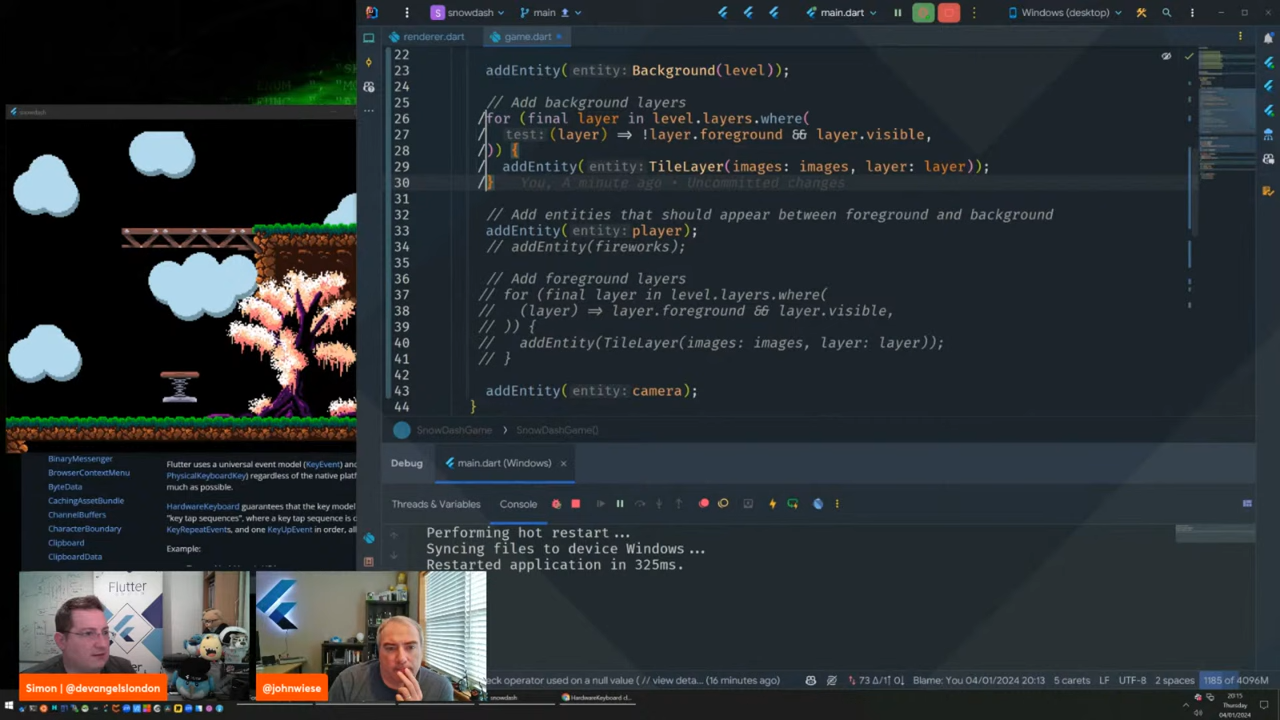 snowdash
main
main.dart
Windows (desktop)
renderer.dart
game.dart
snowdash
22
23 addEntity( entity: Background(level));
24
25 // Add background layers
26 /for (final layer in level.layers.where(
27 / test: (layer) => !layer.foreground && layer.visible,
28 /)) {
29 / addEntity( entity: TileLayer(images: images, layer: layer));
30 /} You, A minute ago • Uncommitted changes
31
32 // Add entities that should appear between foreground and background
33 addEntity( entity: player);
34 // addEntity(fireworks);
35
36 // Add foreground layers
37 // for (final layer in level.layers.where(
38 // (layer) => layer.foreground && layer.visible,
39 // )) {
40 // addEntity(TileLayer(images: images, layer: layer));
41 // }
42
43 addEntity( entity: camera);
44 }
SnowDashGame > SnowDashGame()
Debug
main.dart (Windows)
Threads & Variables
Console
Performing hot restart...
Syncing files to device Windows...
Restarted application in 325ms.
BinaryMessenger
BrowserContextMenu
ByteData
CachingAssetBundle
ChannelBuffers
CharacterBoundary
Clipboard
ClipboardData
Flutter uses a universal event model (KeyEvent) and
PhysicalKeyboardKey) regardless of the native platf
much as possible.
HardwareKeyboard guarantees that the key model
"key tap sequences", where a key tap sequence is c
KeyRepeatEvents, and one KeyUpEvent in order, all
Example:
Flutter
Simon | @devangelslondon
@johnwiese
eck operator used on a null value ( // view deta... (16 minutes ago)
73 Δ/↑0
Blame: You 04/01/2024 20:13
5 carets
LF
UTF-8
2 spaces
1185 of 4096M
snowdash
HardwareKeyboard c
20:15
Thursday
04/01/2024